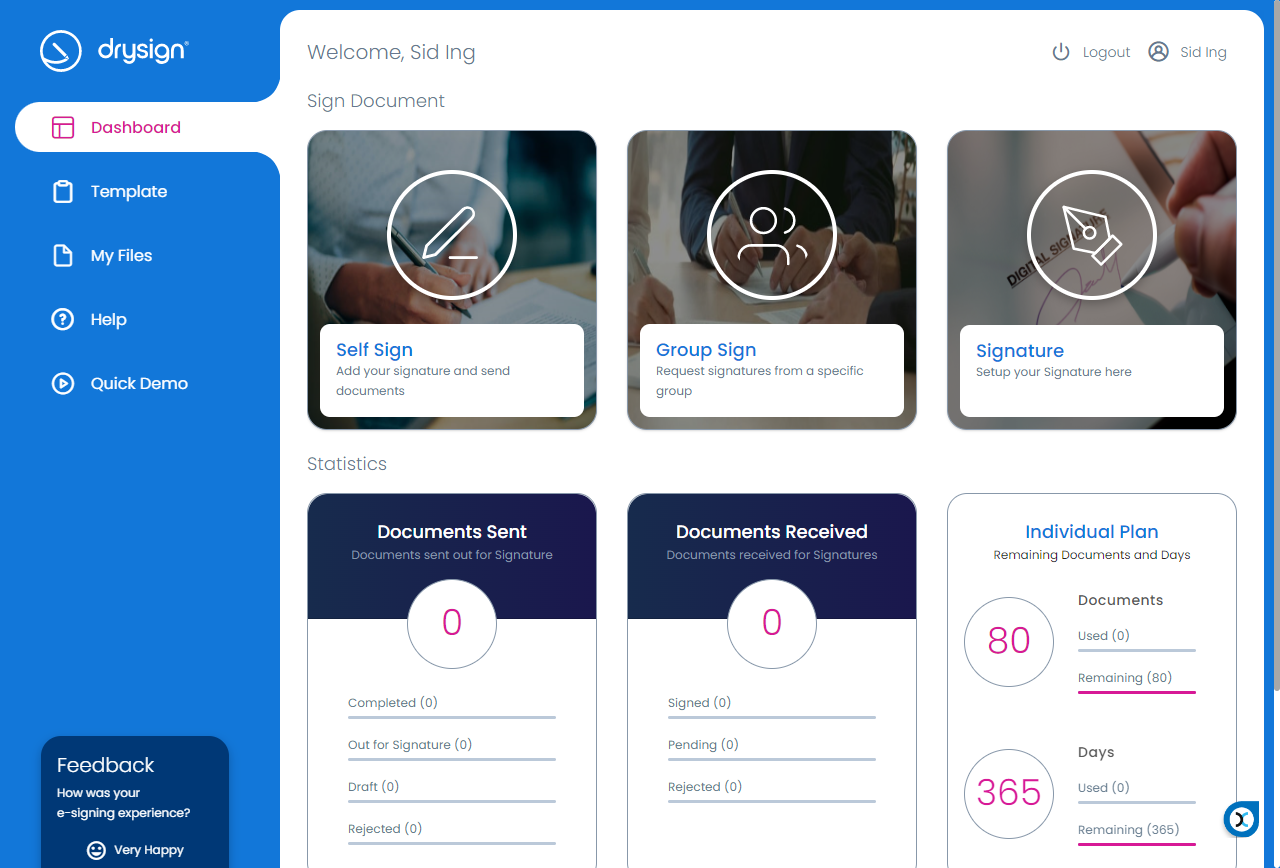 drysign®
Dashboard
Template
My Files
Help
Quick Demo
Feedback
How was your
e-signing experience?
Very Happy
Welcome, Sid Ing
Logout
Sid Ing
Sign Document
Self Sign
Add your signature and send
documents
Group Sign
Request signatures from a specific
group
DIGITAL SIGNATURE
Signature
Setup your Signature here
Statistics
Documents Sent
Documents sent out for Signature
0
Completed (0)
Out for Signature (0)
Draft (0)
Rejected (0)
Documents Received
Documents received for Signatures
0
Signed (0)
Pending (0)
Rejected (0)
Individual Plan
Remaining Documents and Days
80
Documents
Used (0)
Remaining (80)
365
Days
Used (0)
Remaining (365)